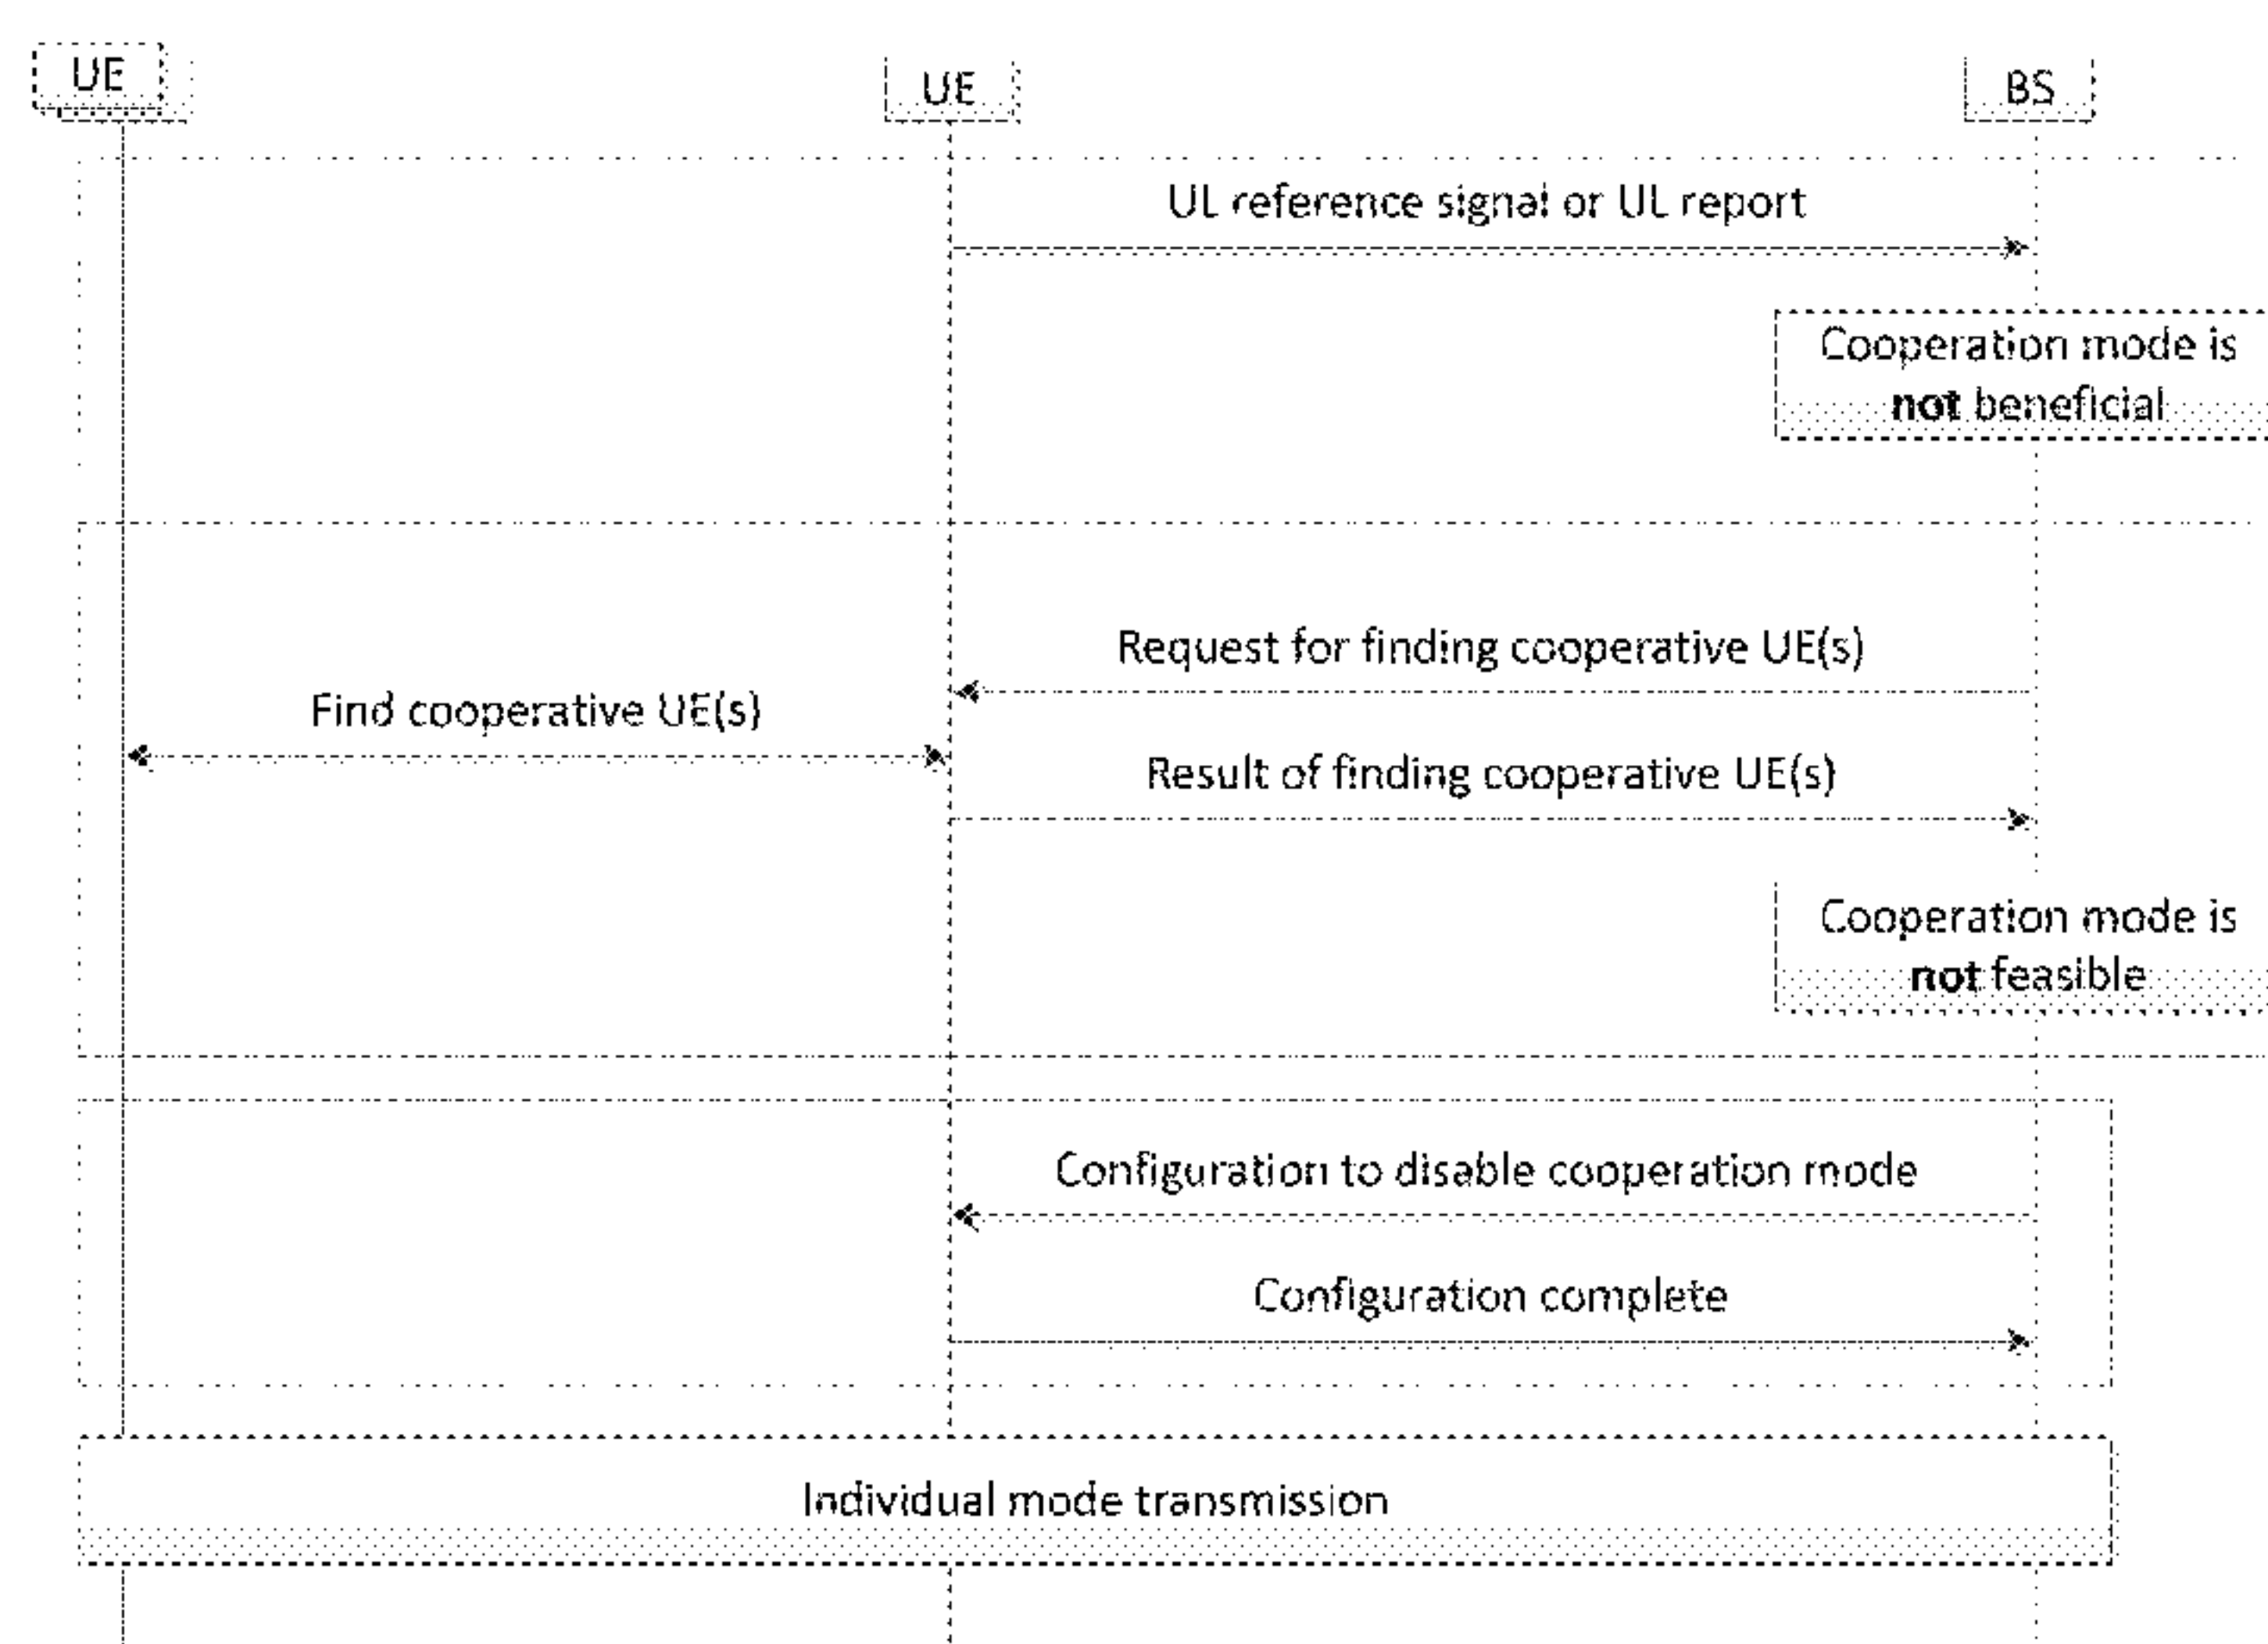 UE
UE
BS
UL reference signal or UL report
Cooperation mode is
not beneficial
Request for finding cooperative UE(s)
Find cooperative UE(s)
Result of finding cooperative UE(s)
Cooperation mode is
not feasible
Configuration to disable cooperation mode
Configuration complete
Individual mode transmission